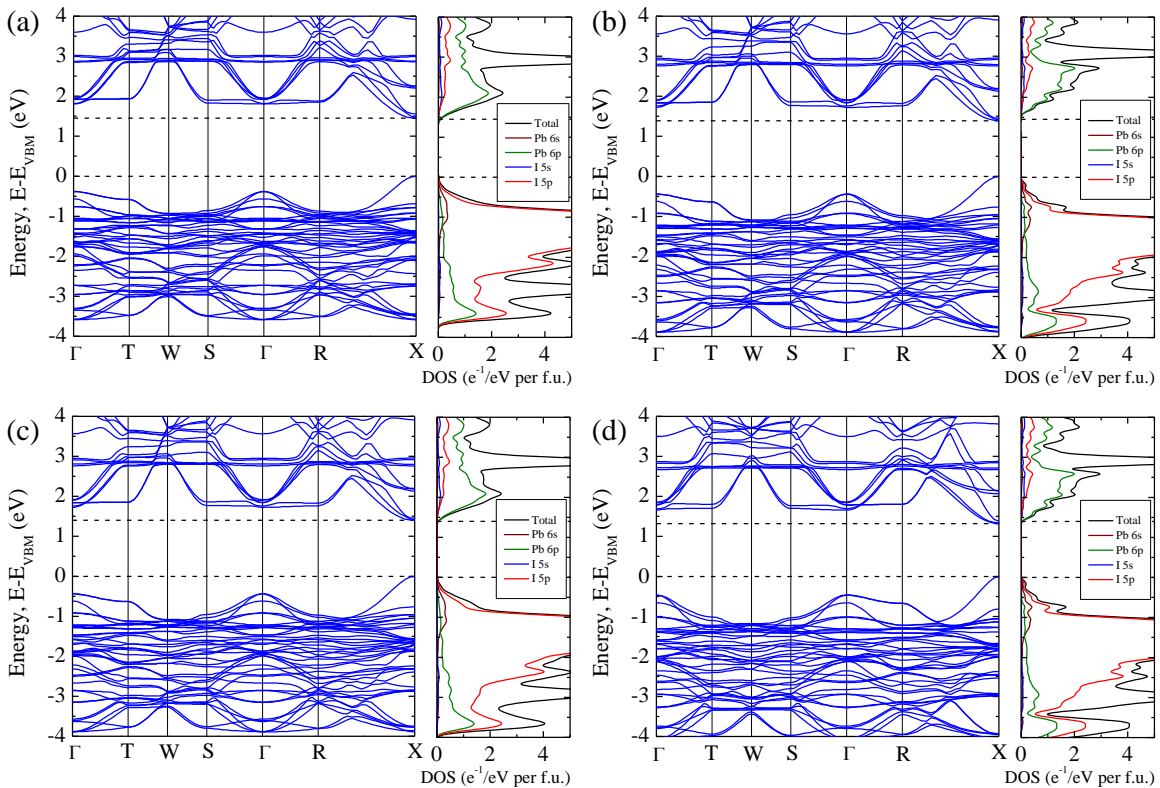 (a)
Energy, E-E_VBM (eV)
4
3
2
1
0
-1
-2
-3
-4
Γ T W S Γ R X
Total
Pb 6s
Pb 6p
I 5s
I 5p
0 2 4
DOS (e⁻¹/eV per f.u.)
(b)
Energy, E-E_VBM (eV)
4
3
2
1
0
-1
-2
-3
-4
Γ T W S Γ R X
Total
Pb 6s
Pb 6p
I 5s
I 5p
0 2 4
DOS (e⁻¹/eV per f.u.)
(c)
Energy, E-E_VBM (eV)
4
3
2
1
0
-1
-2
-3
-4
Γ T W S Γ R X
Total
Pb 6s
Pb 6p
I 5s
I 5p
0 2 4
DOS (e⁻¹/eV per f.u.)
(d)
Energy, E-E_VBM (eV)
4
3
2
1
0
-1
-2
-3
-4
Γ T W S Γ R X
Total
Pb 6s
Pb 6p
I 5s
I 5p
0 2 4
DOS (e⁻¹/eV per f.u.)